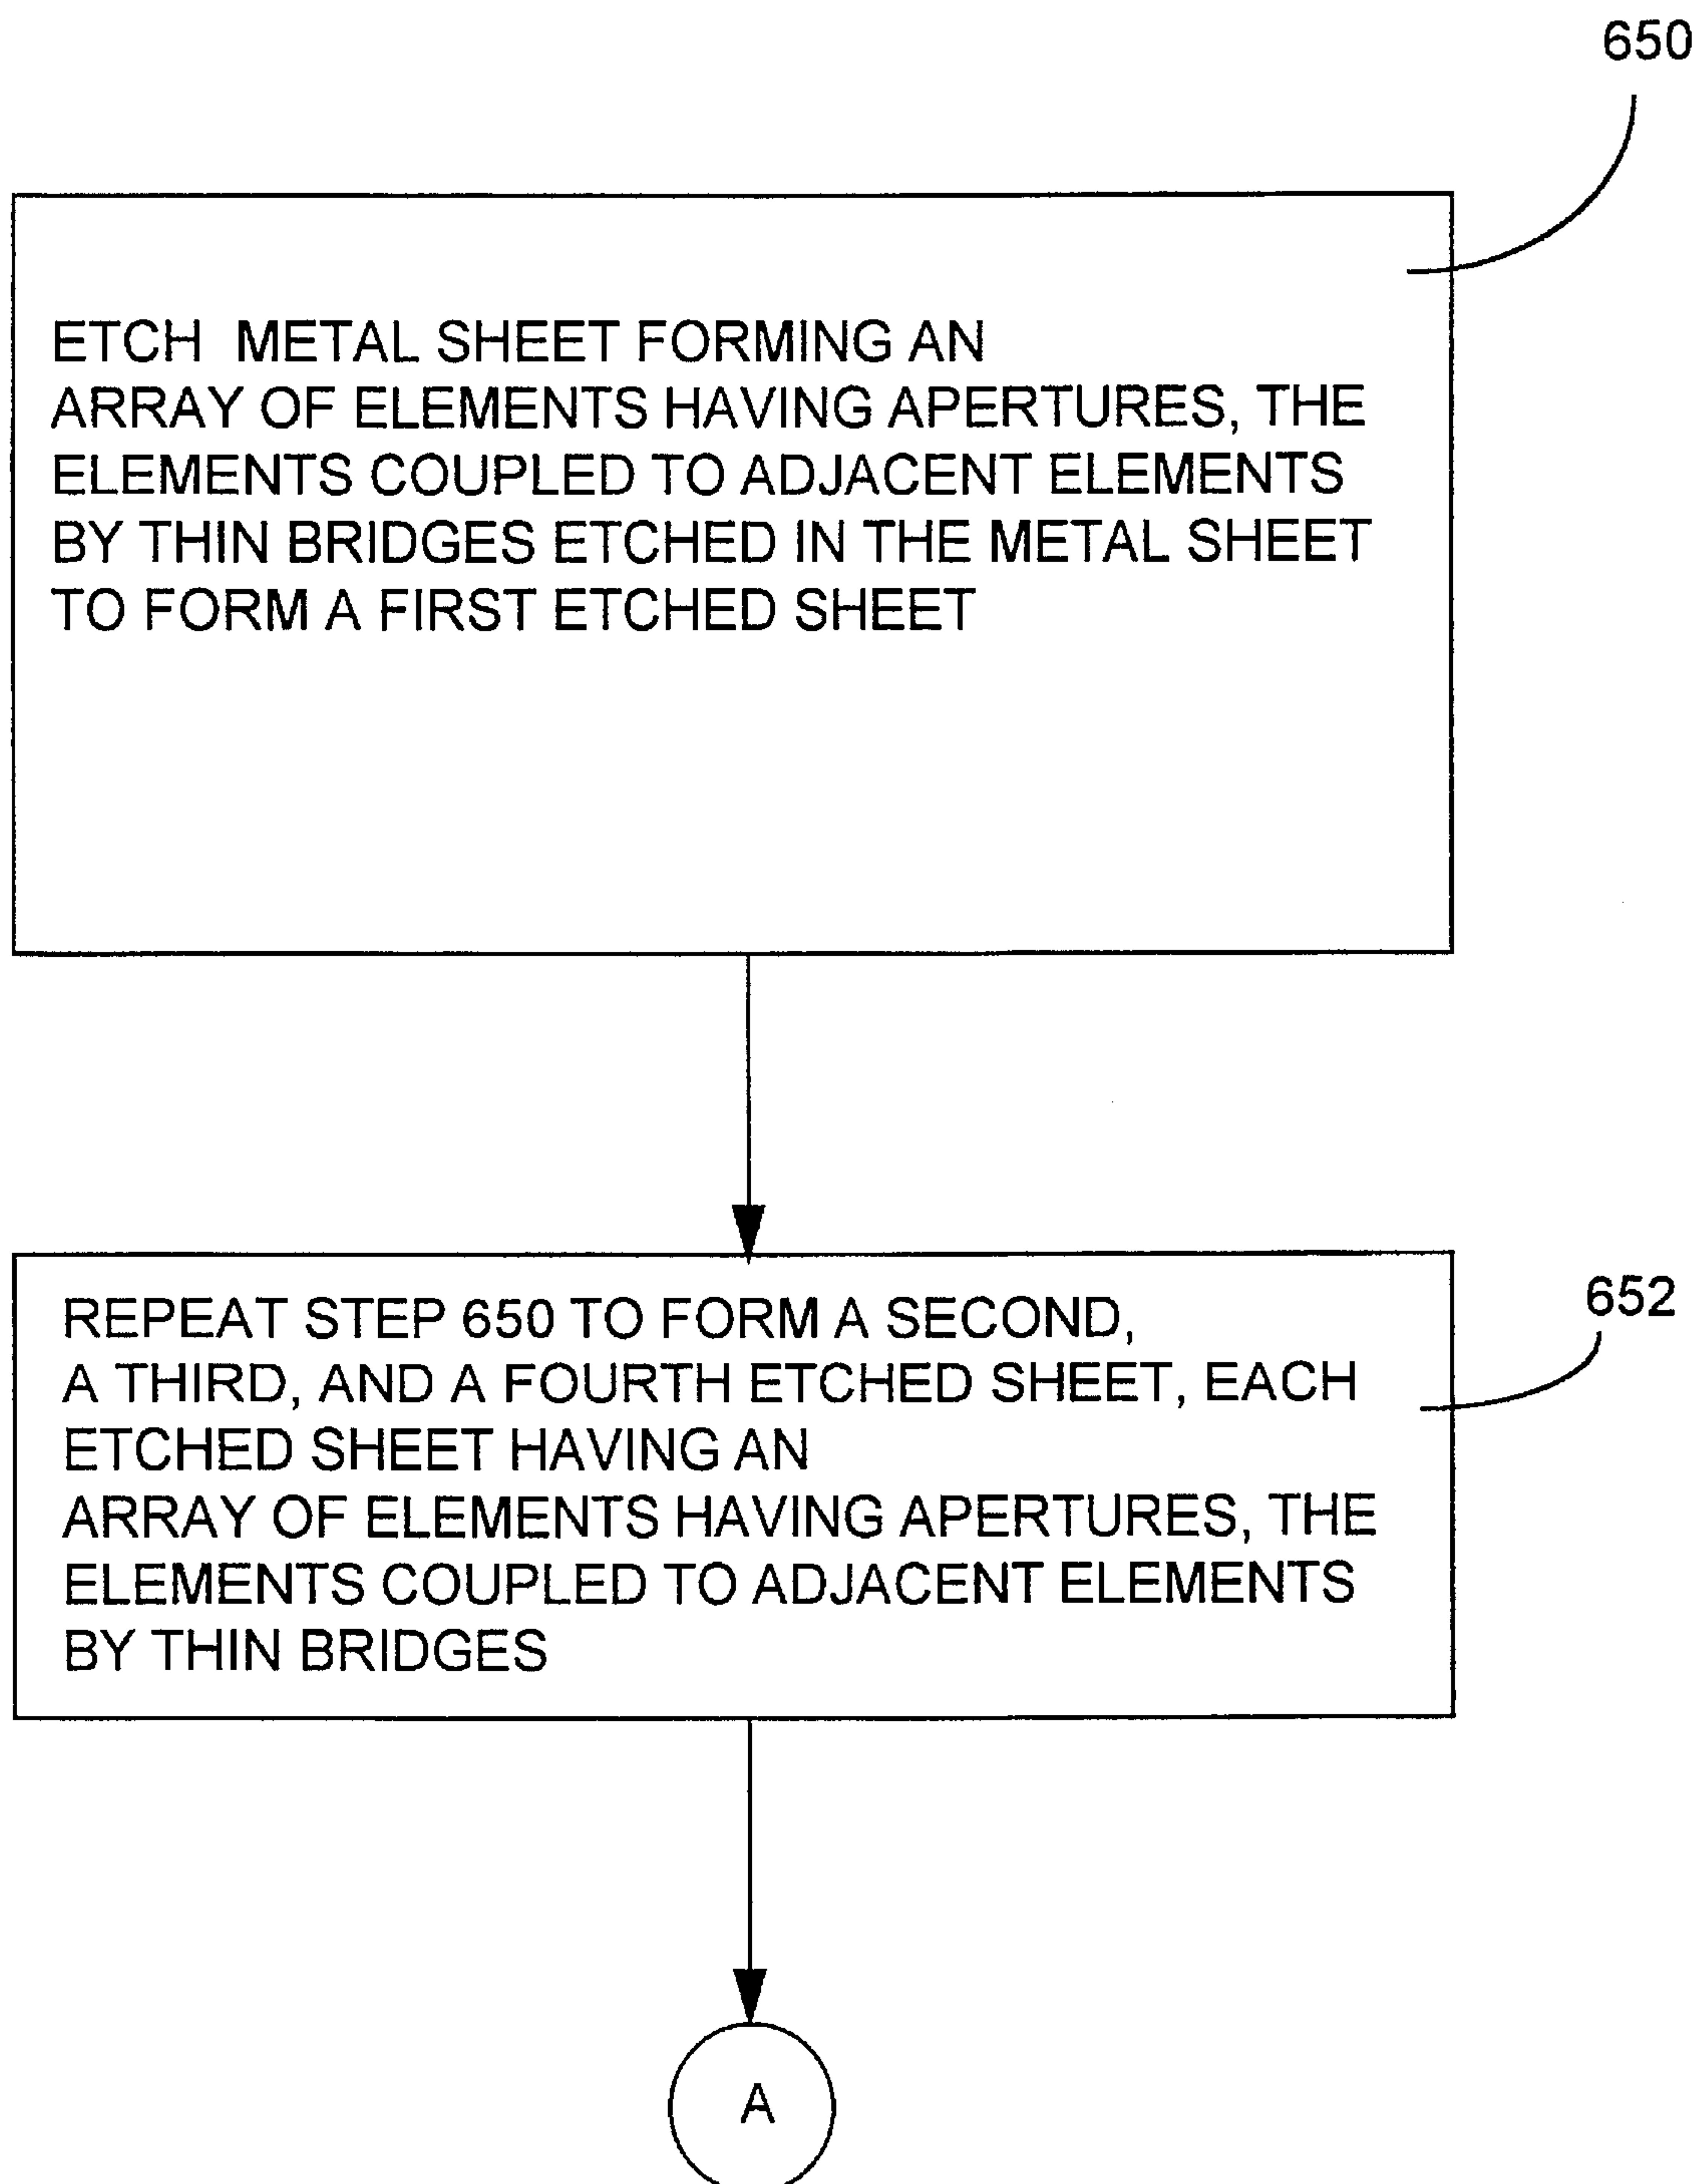 650
ETCH METAL SHEET FORMING AN
ARRAY OF ELEMENTS HAVING APERTURES, THE
ELEMENTS COUPLED TO ADJACENT ELEMENTS
BY THIN BRIDGES ETCHED IN THE METAL SHEET
TO FORM A FIRST ETCHED SHEET
652
REPEAT STEP 650 TO FORM A SECOND,
A THIRD, AND A FOURTH ETCHED SHEET, EACH
ETCHED SHEET HAVING AN
ARRAY OF ELEMENTS HAVING APERTURES, THE
ELEMENTS COUPLED TO ADJACENT ELEMENTS
BY THIN BRIDGES
A